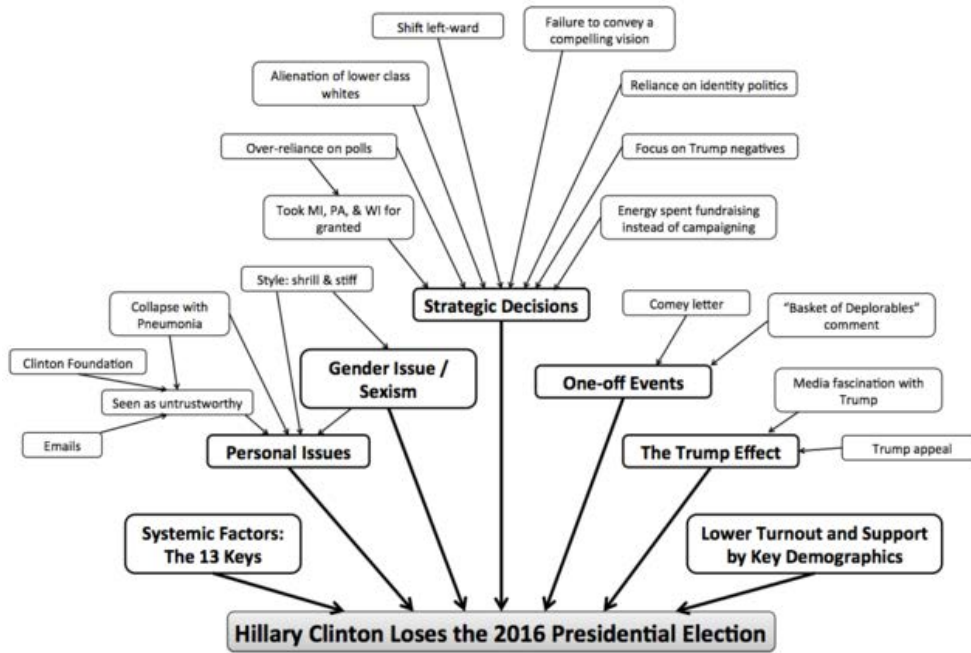 Shift left-ward
Failure to convey a
compelling vision
Alienation of lower class
whites
Reliance on identity politics
Over-reliance on polls
Focus on Trump negatives
Took MI, PA, & WI for
granted
Energy spent fundraising
instead of campaigning
Style: shrill & stiff
Strategic Decisions
Comey letter
"Basket of Deplorables"
comment
Collapse with
Pneumonia
Clinton Foundation
Gender Issue /
Sexism
One-off Events
Media fascination with
Trump
Seen as untrustworthy
Emails
Personal Issues
The Trump Effect
Trump appeal
Systemic Factors:
The 13 Keys
Lower Turnout and Support
by Key Demographics
Hillary Clinton Loses the 2016 Presidential Election